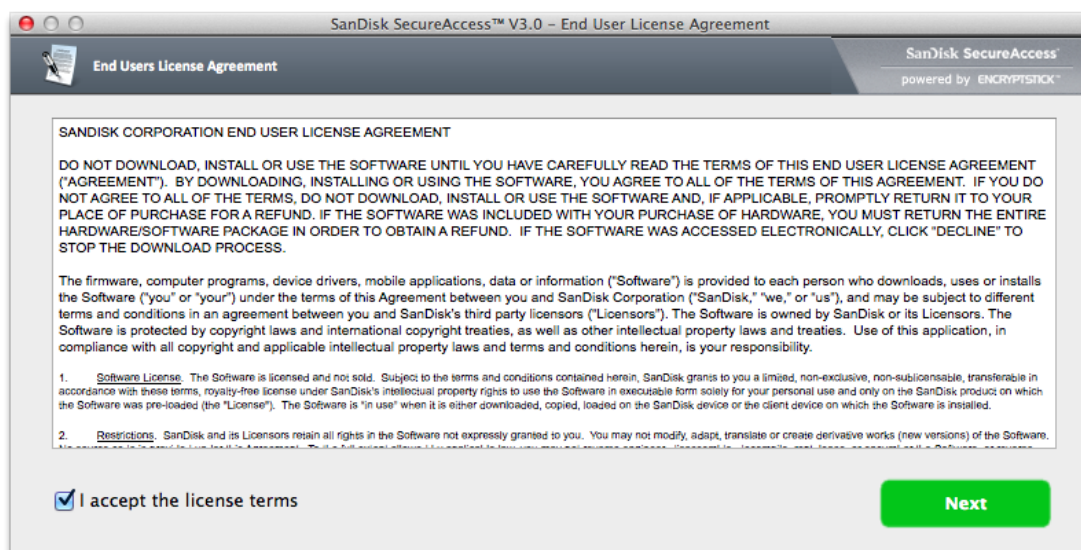 SanDisk SecureAccess™ V3.0 – End User License Agreement
End Users License Agreement
SanDisk SecureAccess™
powered by ENCRYPTSTICK™
SANDISK CORPORATION END USER LICENSE AGREEMENT
DO NOT DOWNLOAD, INSTALL OR USE THE SOFTWARE UNTIL YOU HAVE CAREFULLY READ THE TERMS OF THIS END USER LICENSE AGREEMENT
("AGREEMENT"). BY DOWNLOADING, INSTALLING OR USING THE SOFTWARE, YOU AGREE TO ALL OF THE TERMS OF THIS AGREEMENT. IF YOU DO
NOT AGREE TO ALL OF THE TERMS, DO NOT DOWNLOAD, INSTALL OR USE THE SOFTWARE AND, IF APPLICABLE, PROMPTLY RETURN IT TO YOUR
PLACE OF PURCHASE FOR A REFUND. IF THE SOFTWARE WAS INCLUDED WITH YOUR PURCHASE OF HARDWARE, YOU MUST RETURN THE ENTIRE
HARDWARE/SOFTWARE PACKAGE IN ORDER TO OBTAIN A REFUND. IF THE SOFTWARE WAS ACCESSED ELECTRONICALLY, CLICK "DECLINE" TO
STOP THE DOWNLOAD PROCESS.
The firmware, computer programs, device drivers, mobile applications, data or information ("Software") is provided to each person who downloads, uses or installs
the Software ("you" or "your") under the terms of this Agreement between you and SanDisk Corporation ("SanDisk," "we," or "us"), and may be subject to different
terms and conditions in an agreement between you and SanDisk's third party licensors ("Licensors"). The Software is owned by SanDisk or its Licensors. The
Software is protected by copyright laws and international copyright treaties, as well as other intellectual property laws and treaties. Use of this application, in
compliance with all copyright and applicable intellectual property laws and terms and conditions herein, is your responsibility.
1. Software License. The Software is licensed and not sold. Subject to the terms and conditions contained herein, SanDisk grants to you a limited, non-exclusive, non-sublicensable, transferable in
accordance with these terms, royalty-free license under SanDisk's intellectual property rights to use the Software in executable form solely for your personal use and only on the SanDisk product on which
the Software was pre-loaded (the "License"). The Software is "in use" when it is either downloaded, copied, loaded on the SanDisk device or the client device on which the Software is installed.
2. Restrictions. SanDisk and its Licensors retain all rights in the Software not expressly granted to you. You may not modify, adapt, translate or create derivative works (new versions) of the Software.
I accept the license terms
Next